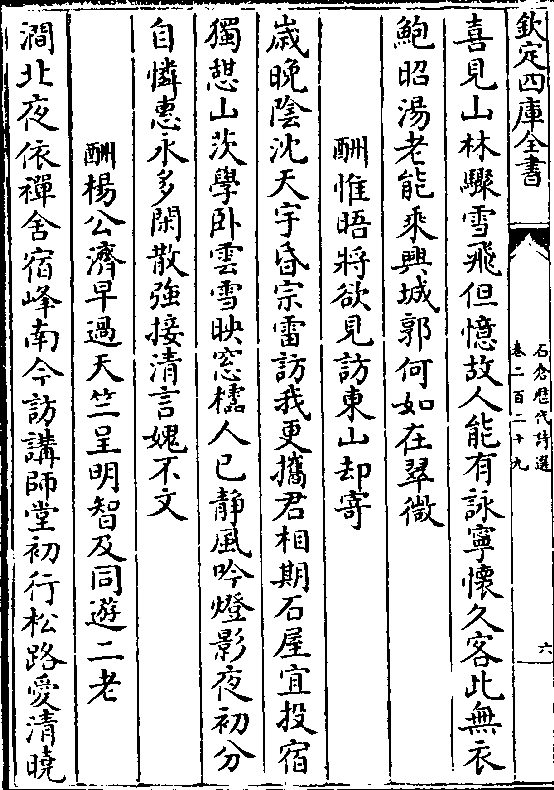 欽定四庫全書
石倉歷代詩選
卷二百二十九
六
喜見山林驟雪飛但憶故人能有詠寧懷久客此無衣
鮑昭湯老能乘興城郭何如在翠微
酬惟晤將欲見訪東山却寄
歲晚陰沈天宇昏宗雷訪我更攜君相期石屋宜投宿
獨憇山茨學卧雲雪映窓櫺人已静風吟燈影夜初分
自憐惠永多閑散強接清言媿不文
酬楊公濟早過天竺呈明智及同遊二老
澗北夜依禪舍宿峰南今訪講師堂初行松路愛清曉